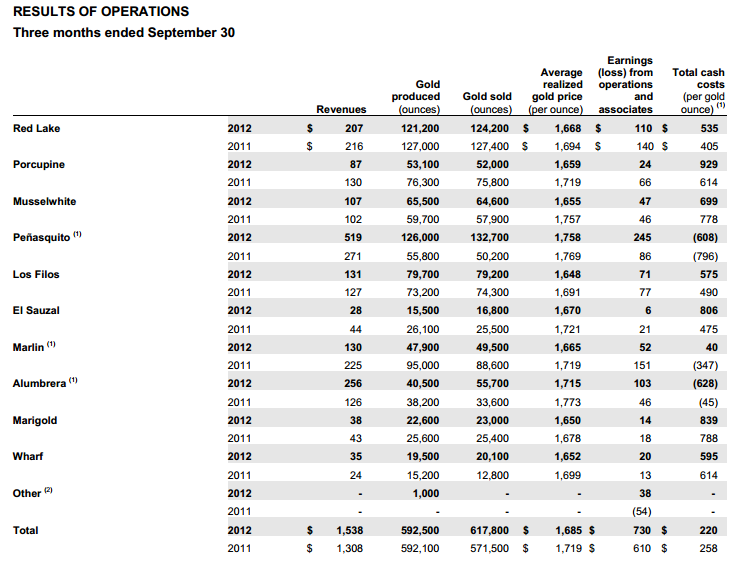 RESULTS OF OPERATIONS
Three months ended September 30
Revenues Gold produced (ounces) Gold sold (ounces) Average realized gold price (per ounce) Earnings (loss) from operations and associates Total cash costs (per gold ounce) (1)
Red Lake 2012 $ 207 121,200 124,200 $ 1,668 $ 110 $ 535
2011 $ 216 127,000 127,400 $ 1,694 $ 140 $ 405
Porcupine 2012 87 53,100 52,000 1,659 24 929
2011 130 76,300 75,800 1,719 66 614
Musselwhite 2012 107 65,500 64,600 1,655 47 699
2011 102 59,700 57,900 1,757 46 778
Peñasquito (1) 2012 519 126,000 132,700 1,758 245 (608)
2011 271 55,800 50,200 1,769 86 (796)
Los Filos 2012 131 79,700 79,200 1,648 71 575
2011 127 73,200 74,300 1,691 77 490
El Sauzal 2012 28 15,500 16,800 1,670 6 806
2011 44 26,100 25,500 1,721 21 475
Marlin (1) 2012 130 47,900 49,500 1,665 52 40
2011 225 95,000 88,600 1,719 151 (347)
Alumbrera (1) 2012 256 40,500 55,700 1,715 103 (628)
2011 126 38,200 33,600 1,773 46 (45)
Marigold 2012 38 22,600 23,000 1,650 14 839
2011 43 25,600 25,400 1,678 18 788
Wharf 2012 35 19,500 20,100 1,652 20 595
2011 24 15,200 12,800 1,699 13 614
Other (2) 2012 - 1,000 - - 38 -
2011 - - - - (54) -
Total 2012 $ 1,538 592,500 617,800 $ 1,685 $ 730 $ 220
2011 $ 1,308 592,100 571,500 $ 1,719 $ 610 $ 258